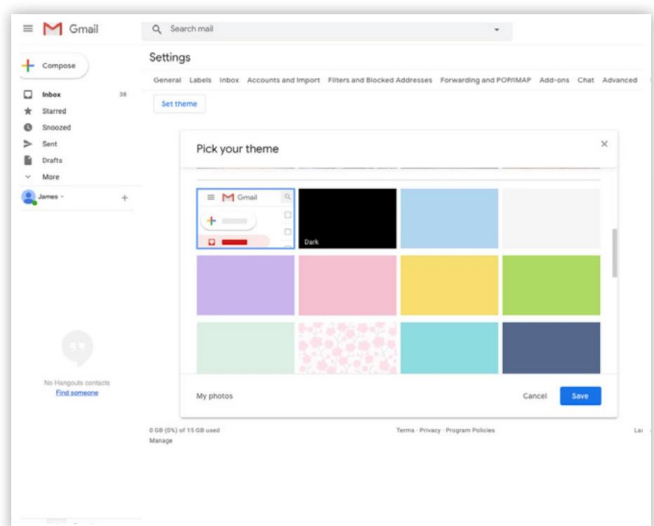 Gmail
Search mail
Compose
Settings
General Labels Inbox Accounts and Import Filters and Blocked Addresses Forwarding and POP/IMAP Add-ons Chat Advanced
Inbox 38
Starred
Snoozed
Sent
Drafts
More
James
Set theme
Pick your theme
Gmail
Dark
No Hangouts contacts
Find someone
My photos
Cancel Save
0 GB (0%) of 15 GB used
Manage
Terms · Privacy · Program Policies